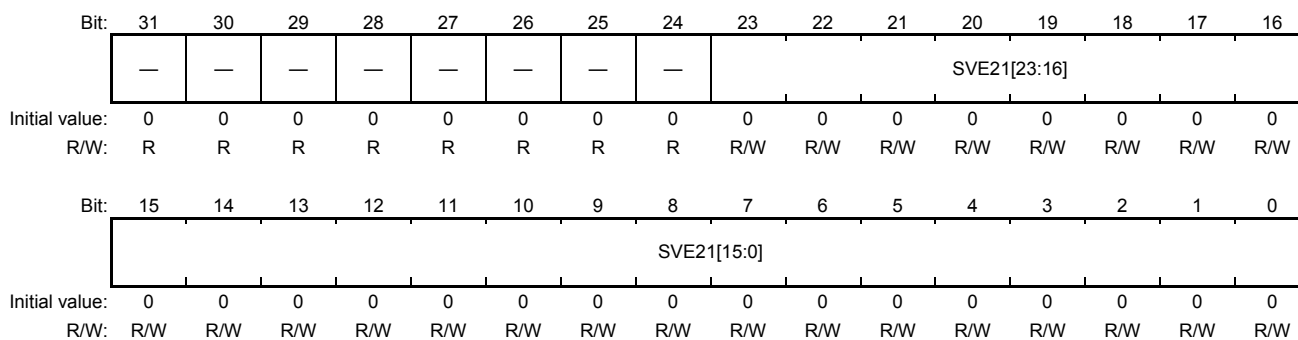 Bit: 31 30 29 28 27 26 25 24 23 22 21 20 19 18 17 16
— — — — — — — — SVE21[23:16]
Initial value: 0 0 0 0 0 0 0 0 0 0 0 0 0 0 0 0
R/W: R R R R R R R R R/W R/W R/W R/W R/W R/W R/W R/W
Bit: 15 14 13 12 11 10 9 8 7 6 5 4 3 2 1 0
SVE21[15:0]
Initial value: 0 0 0 0 0 0 0 0 0 0 0 0 0 0 0 0
R/W: R/W R/W R/W R/W R/W R/W R/W R/W R/W R/W R/W R/W R/W R/W R/W R/W